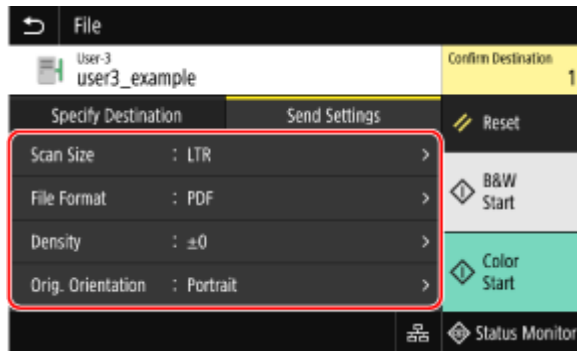 File
User-3
user3_example
Confirm Destination
1
Specify Destination
Send Settings
Reset
Scan Size : LTR
File Format : PDF
Density : ±0
Orig. Orientation : Portrait
B&W
Start
Color
Start
Status Monitor